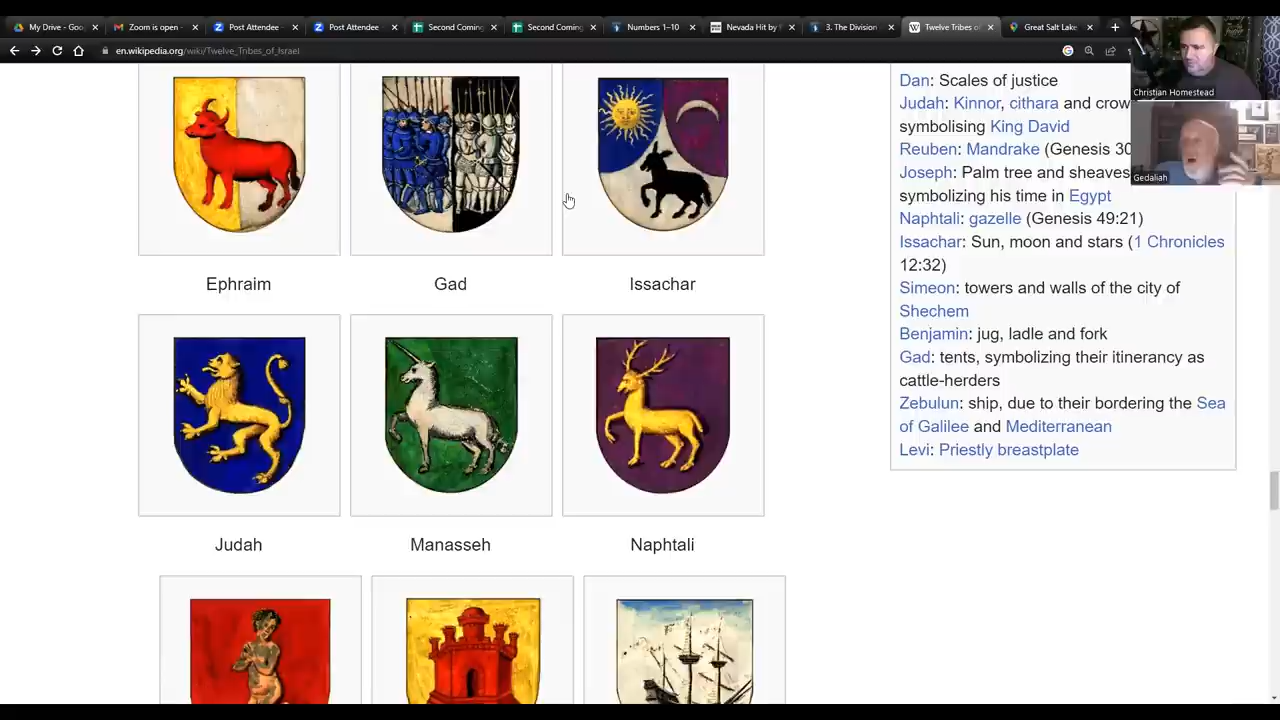 My Drive - Goo
Zoom is open -
Post Attendee -
Post Attendee -
Second Coming
Second Coming
Numbers 1–10
Nevada Hit by
3. The Division
Twelve Tribes of
Great Salt Lake
en.wikipedia.org/wiki/Twelve_Tribes_of_Israel
Christian Homestead
Gedaliah
Ephraim
Gad
Issachar
Judah
Manasseh
Naphtali
Dan: Scales of justice
Judah: Kinnor, cithara and crow
symbolising King David
Reuben: Mandrake (Genesis 30
Joseph: Palm tree and sheaves
symbolizing his time in Egypt
Naphtali: gazelle (Genesis 49:21)
Issachar: Sun, moon and stars (1 Chronicles
12:32)
Simeon: towers and walls of the city of
Shechem
Benjamin: jug, ladle and fork
Gad: tents, symbolizing their itinerancy as
cattle-herders
Zebulun: ship, due to their bordering the Sea
of Galilee and Mediterranean
Levi: Priestly breastplate